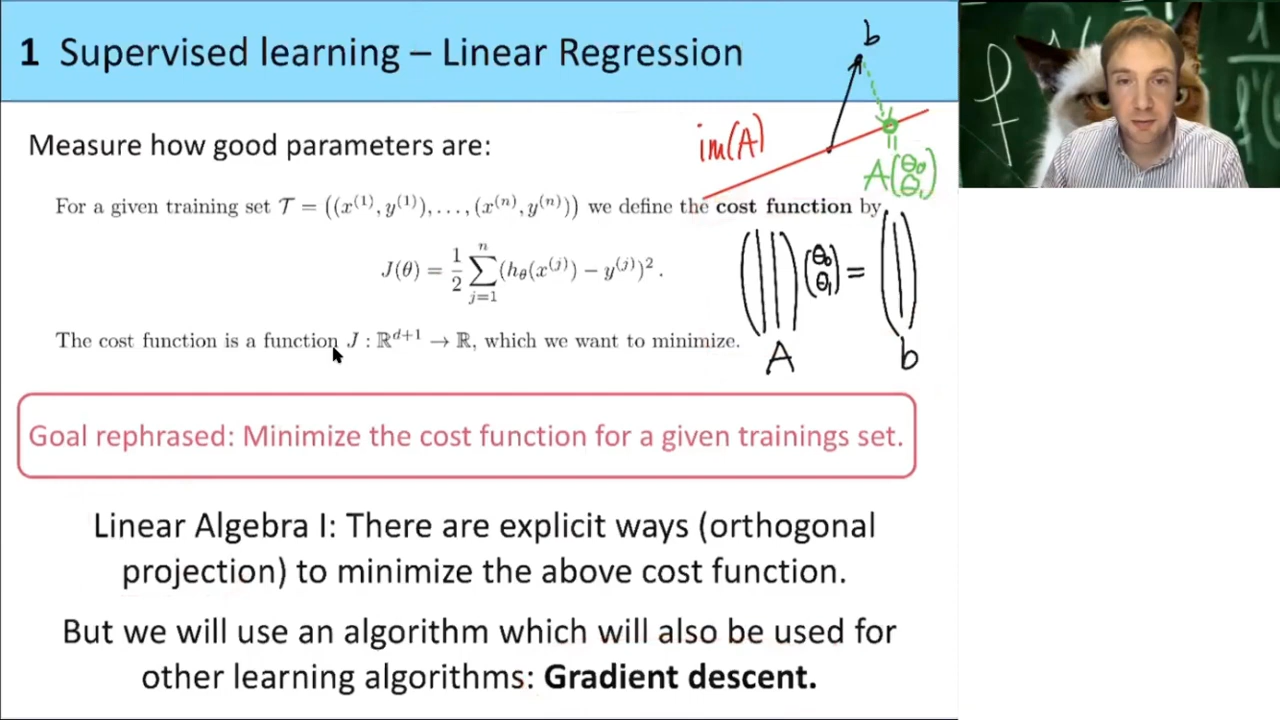 1 Supervised learning – Linear Regression
Measure how good parameters are:
For a given training set 𝒯 = ((x⁽¹⁾, y⁽¹⁾), . . . , (x⁽ⁿ⁾, y⁽ⁿ⁾)) we define the cost function by
J(θ) = 1/2 ∑_{j=1}^{n} (h_θ(x⁽ʲ⁾) − y⁽ʲ⁾)² .
The cost function is a function J : ℝ^{d+1} → ℝ, which we want to minimize.
b
im(A)
=
A(θ₀ θ₁)
(θ₀ θ₁) =
A
b
Goal rephrased: Minimize the cost function for a given trainings set.
Linear Algebra I: There are explicit ways (orthogonal
projection) to minimize the above cost function.
But we will use an algorithm which will also be used for
other learning algorithms: Gradient descent.